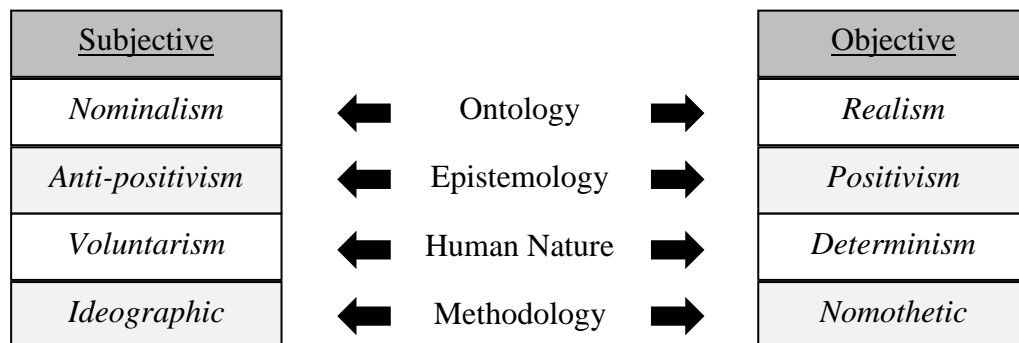 Subjective Objective
Nominalism Ontology Realism
Anti-positivism Epistemology Positivism
Voluntarism Human Nature Determinism
Ideographic Methodology Nomothetic